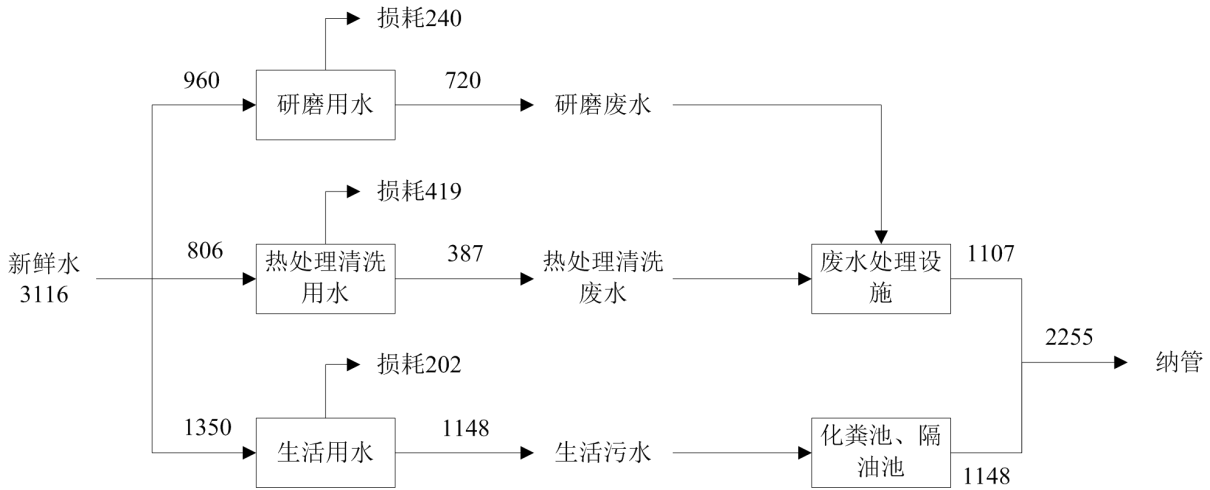 损耗240
960
研磨用水
720
研磨废水
损耗419
新鲜水
3116
806
热处理清洗
用水
387
热处理清洗
废水
废水处理设
施
1107
2255
纳管
损耗202
1350
生活用水
1148
生活污水
化粪池、隔
油池
1148